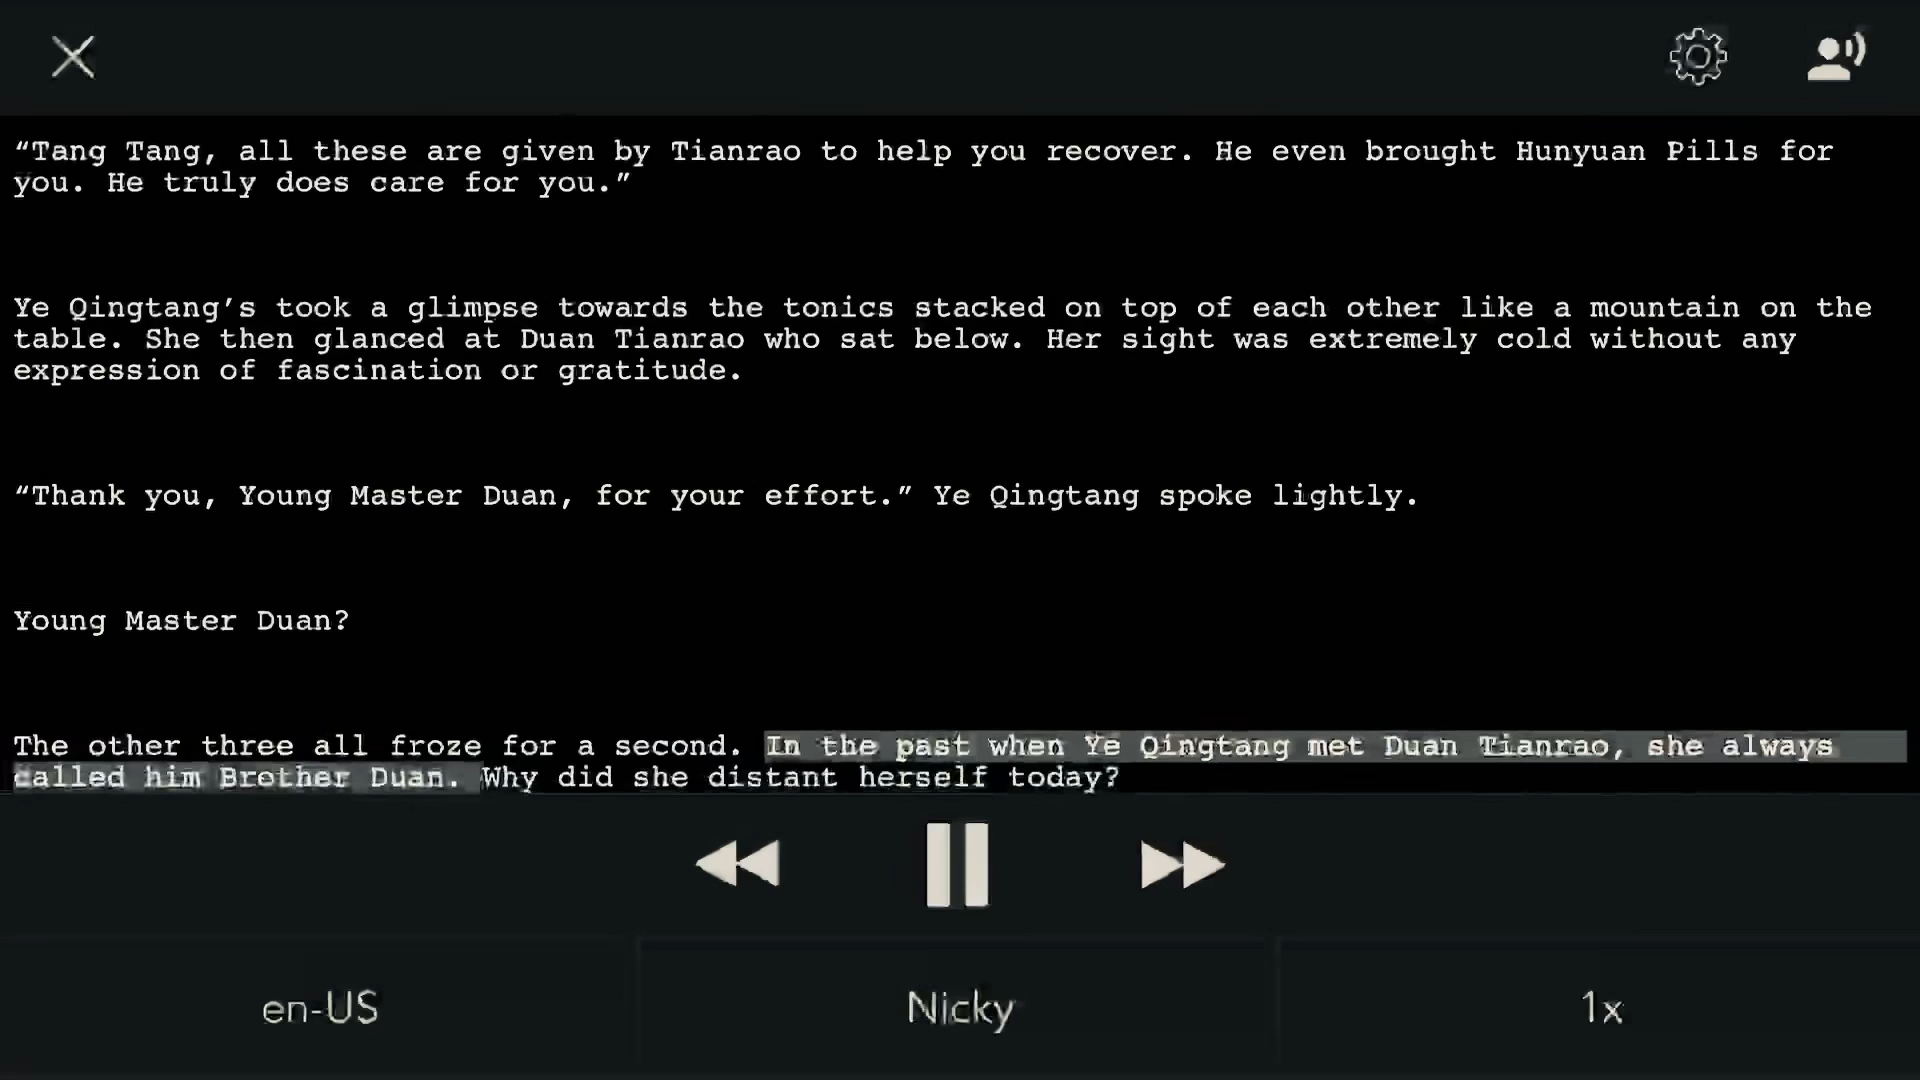 “Tang Tang, all these are given by Tianrao to help you recover. He even brought Hunyuan Pills for
you. He truly does care for you.”
Ye Qingtang’s took a glimpse towards the tonics stacked on top of each other like a mountain on the
table. She then glanced at Duan Tianrao who sat below. Her sight was extremely cold without any
expression of fascination or gratitude.
“Thank you, Young Master Duan, for your effort.” Ye Qingtang spoke lightly.
Young Master Duan?
The other three all froze for a second. In the past when Ye Qingtang met Duan Tianrao, she always
called him Brother Duan. Why did she distant herself today?
en-US
Nicky
1x